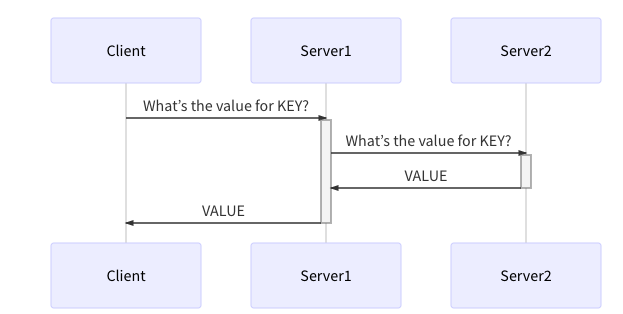 Client
Server1
Server2
What’s the value for KEY?
What’s the value for KEY?
VALUE
VALUE
Client
Server1
Server2